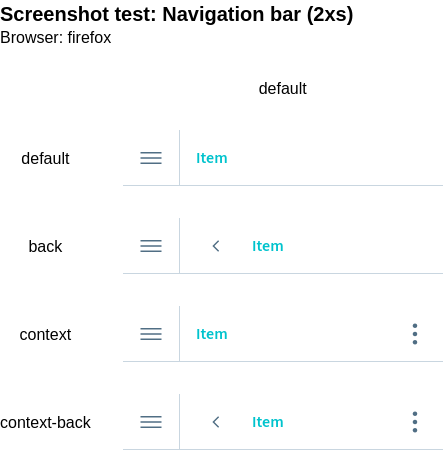 Screenshot test: Navigation bar (2xs)
Browser: firefox
default
default Item
back Item
context Item
context-back Item